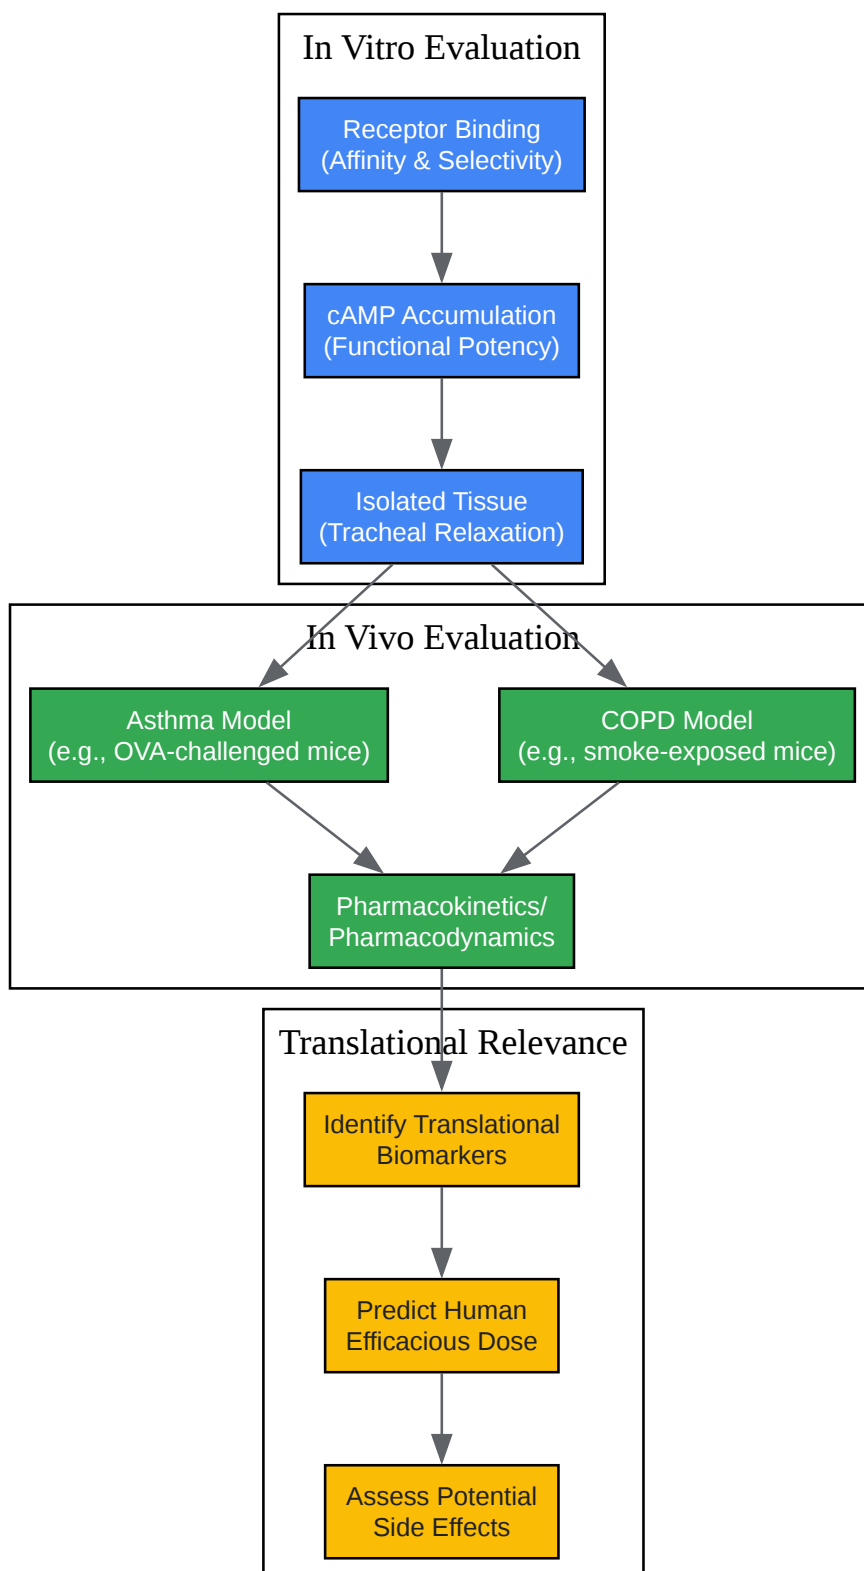 In Vitro Evaluation
Receptor Binding
(Affinity & Selectivity)
cAMP Accumulation
(Functional Potency)
Isolated Tissue
(Tracheal Relaxation)
In Vivo Evaluation
Asthma Model
(e.g., OVA-challenged mice)
COPD Model
(e.g., smoke-exposed mice)
Pharmacokinetics/
Pharmacodynamics
Translational Relevance
Identify Translational
Biomarkers
Predict Human
Efficacious Dose
Assess Potential
Side Effects